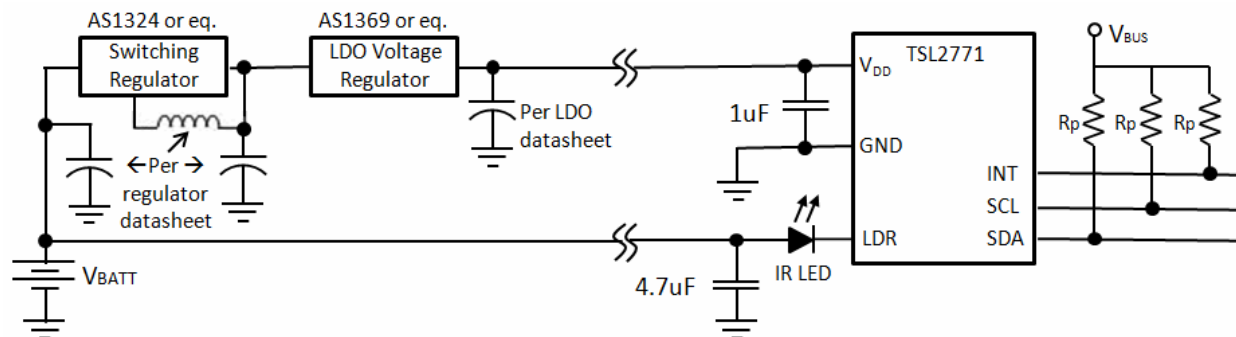 AS1324 or eq.
Switching
Regulator
AS1369 or eq.
LDO Voltage
Regulator
Per LDO
datasheet
←Per →
regulator
datasheet
VBATT
1uF
4.7uF
IR LED
TSL2771
VDD
GND
LDR
INT
SCL
SDA
VBUS
Rp
Rp
Rp